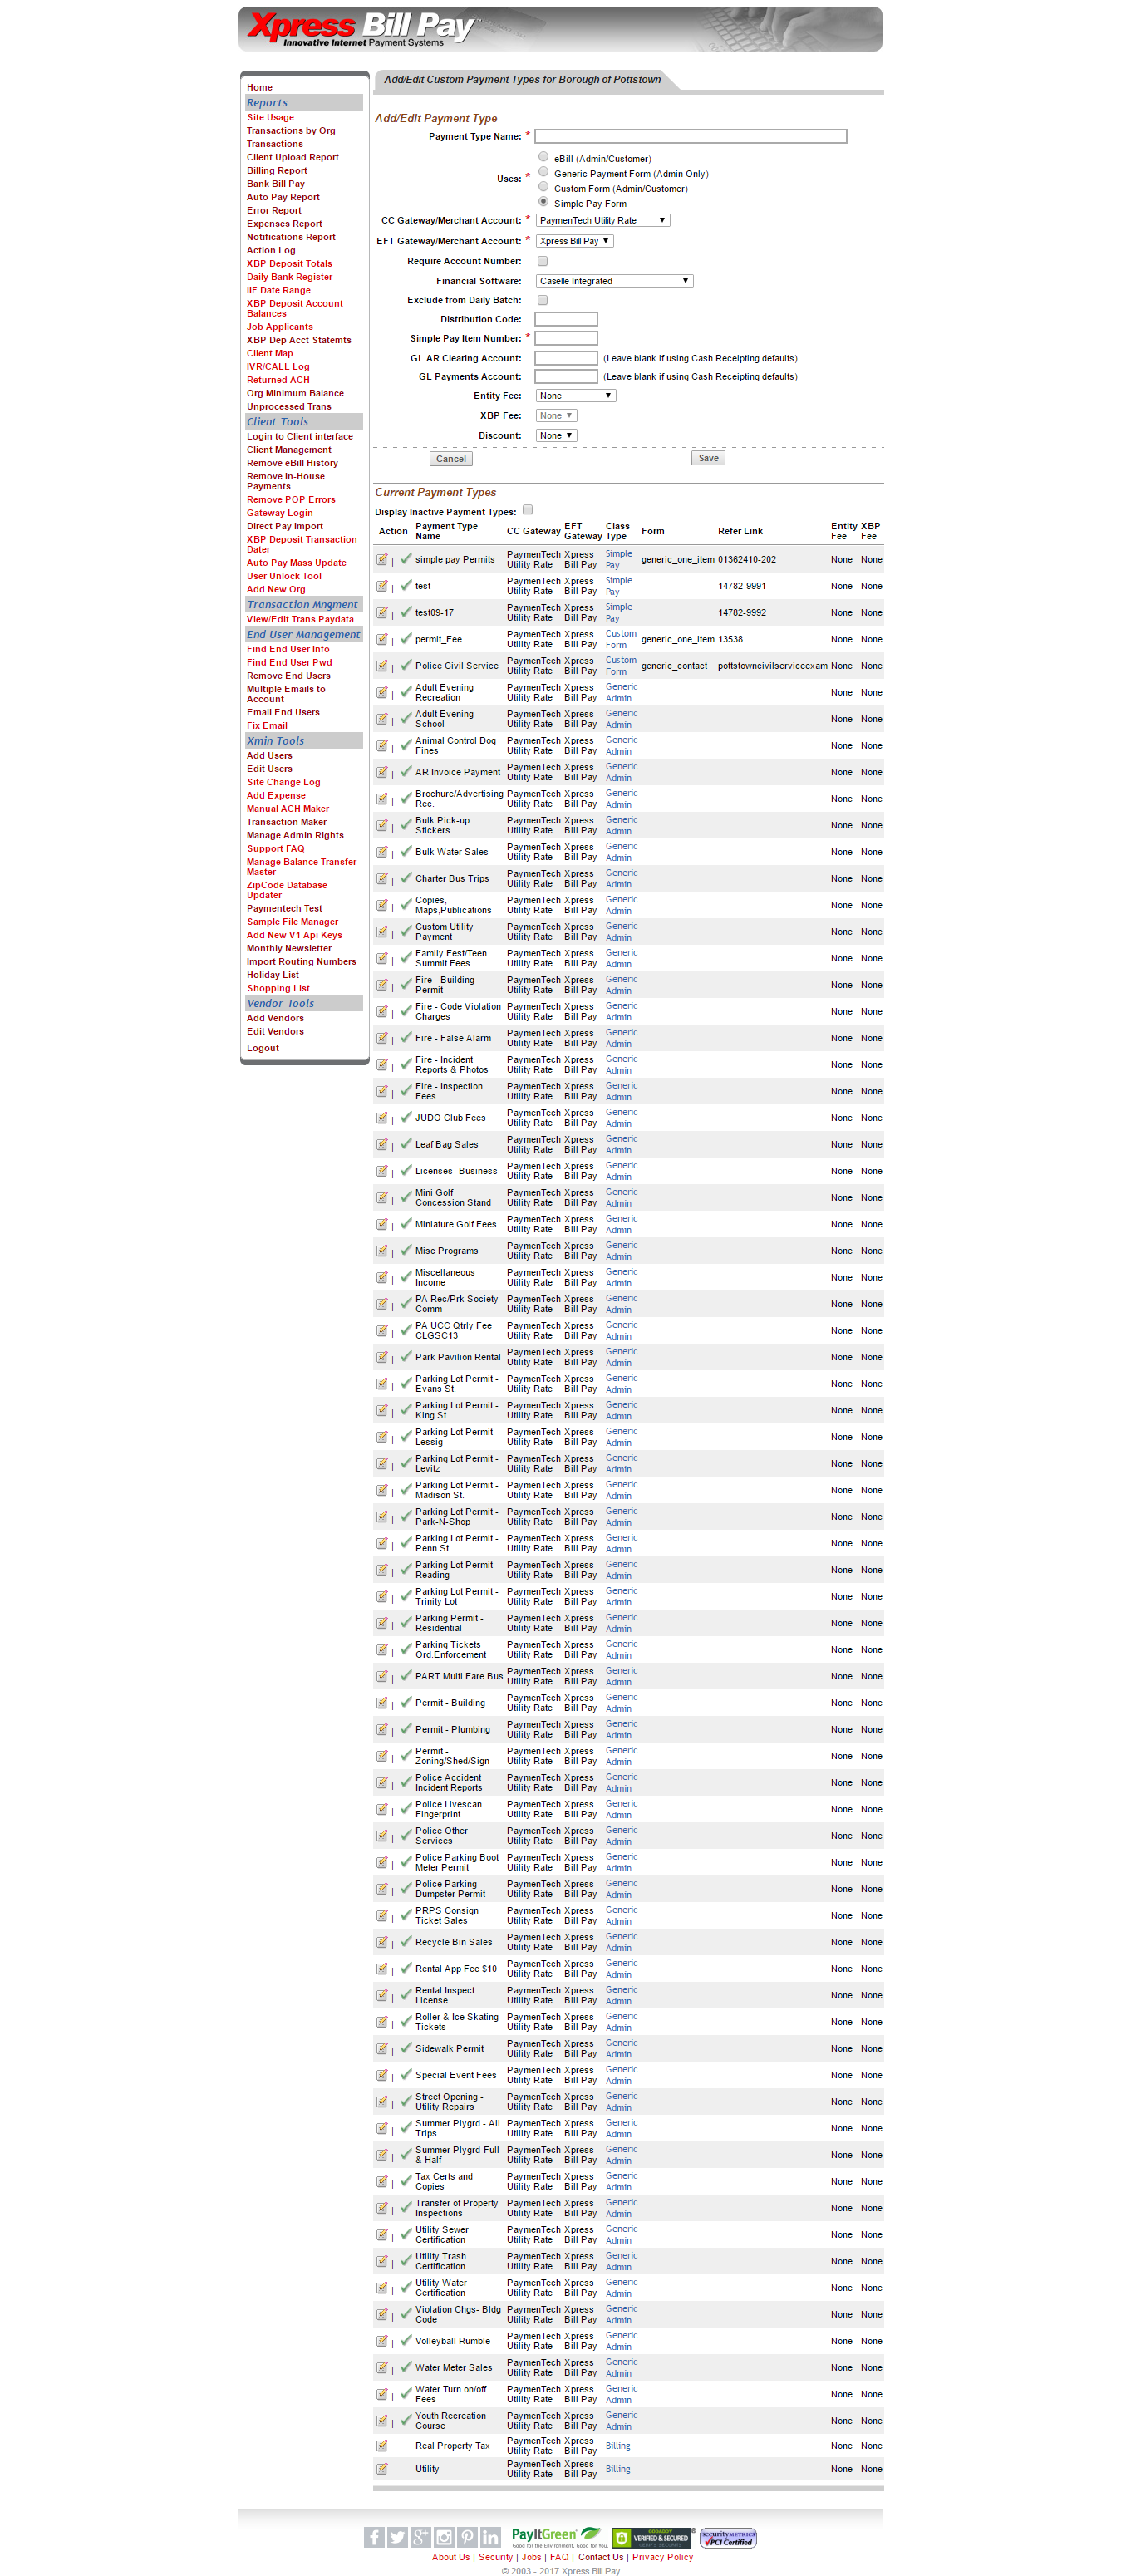 Xpress Bill Pay™
Innovative Internet Payment Systems
Home
Reports
Site Usage
Transactions by Org
Transactions
Client Upload Report
Billing Report
Bank Bill Pay
Auto Pay Report
Error Report
Expenses Report
Notifications Report
Action Log
XBP Deposit Totals
Daily Bank Register
IIF Date Range
XBP Deposit Account
Balances
Job Applicants
XBP Dep Acct Statemts
Client Map
IVR/CALL Log
Returned ACH
Org Minimum Balance
Unprocessed Trans
Client Tools
Login to Client interface
Client Management
Remove eBill History
Remove In-House
Payments
Remove POP Errors
Gateway Login
Direct Pay Import
XBP Deposit Transaction
Dater
Auto Pay Mass Update
User Unlock Tool
Add New Org
Transaction Mngment
View/Edit Trans Paydata
End User Management
Find End User Info
Find End User Pwd
Remove End Users
Multiple Emails to
Account
Email End Users
Fix Email
Xmin Tools
Add Users
Edit Users
Site Change Log
Add Expense
Manual ACH Maker
Transaction Maker
Manage Admin Rights
Support FAQ
Manage Balance Transfer
Master
ZipCode Database
Updater
Paymentech Test
Sample File Manager
Add New V1 Api Keys
Monthly Newsletter
Import Routing Numbers
Holiday List
Shopping List
Vendor Tools
Add Vendors
Edit Vendors
Logout
Add/Edit Custom Payment Types for Borough of Pottstown
Add/Edit Payment Type
Payment Type Name: *
Uses: *
eBill (Admin/Customer)
Generic Payment Form (Admin Only)
Custom Form (Admin/Customer)
Simple Pay Form
CC Gateway/Merchant Account: * PaymenTech Utility Rate
EFT Gateway/Merchant Account: * Xpress Bill Pay
Require Account Number:
Financial Software: Caselle Integrated
Exclude from Daily Batch:
Distribution Code:
Simple Pay Item Number: *
GL AR Clearing Account: (Leave blank if using Cash Receipting defaults)
GL Payments Account: (Leave blank if using Cash Receipting defaults)
Entity Fee: None
XBP Fee: None
Discount: None
Cancel Save
Current Payment Types
Display Inactive Payment Types:
Action Payment Type Name CC Gateway EFT Gateway Class Type Form Refer Link Entity Fee XBP Fee
| simple pay Permits PaymenTech Utility Rate Xpress Bill Pay Simple Pay generic_one_item 01362410-202 None None
| test PaymenTech Utility Rate Xpress Bill Pay Simple Pay 14782-9991 None None
| test09-17 PaymenTech Utility Rate Xpress Bill Pay Simple Pay 14782-9992 None None
| permit_Fee PaymenTech Utility Rate Xpress Bill Pay Custom Form generic_one_item 13538 None None
| Police Civil Service PaymenTech Utility Rate Xpress Bill Pay Custom Form generic_contact pottstowncivilserviceexam None None
| Adult Evening Recreation PaymenTech Utility Rate Xpress Bill Pay Generic Admin None None
| Adult Evening School PaymenTech Utility Rate Xpress Bill Pay Generic Admin None None
| Animal Control Dog Fines PaymenTech Utility Rate Xpress Bill Pay Generic Admin None None
| AR Invoice Payment PaymenTech Utility Rate Xpress Bill Pay Generic Admin None None
| Brochure/Advertising Rec. PaymenTech Utility Rate Xpress Bill Pay Generic Admin None None
| Bulk Pick-up Stickers PaymenTech Utility Rate Xpress Bill Pay Generic Admin None None
| Bulk Water Sales PaymenTech Utility Rate Xpress Bill Pay Generic Admin None None
| Charter Bus Trips PaymenTech Utility Rate Xpress Bill Pay Generic Admin None None
| Copies, Maps,Publications PaymenTech Utility Rate Xpress Bill Pay Generic Admin None None
| Custom Utility Payment PaymenTech Utility Rate Xpress Bill Pay Generic Admin None None
| Family Fest/Teen Summit Fees PaymenTech Utility Rate Xpress Bill Pay Generic Admin None None
| Fire - Building Permit PaymenTech Utility Rate Xpress Bill Pay Generic Admin None None
| Fire - Code Violation Charges PaymenTech Utility Rate Xpress Bill Pay Generic Admin None None
| Fire - False Alarm PaymenTech Utility Rate Xpress Bill Pay Generic Admin None None
| Fire - Incident Reports & Photos PaymenTech Utility Rate Xpress Bill Pay Generic Admin None None
| Fire - Inspection Fees PaymenTech Utility Rate Xpress Bill Pay Generic Admin None None
| JUDO Club Fees PaymenTech Utility Rate Xpress Bill Pay Generic Admin None None
| Leaf Bag Sales PaymenTech Utility Rate Xpress Bill Pay Generic Admin None None
| Licenses -Business PaymenTech Utility Rate Xpress Bill Pay Generic Admin None None
| Mini Golf Concession Stand PaymenTech Utility Rate Xpress Bill Pay Generic Admin None None
| Miniature Golf Fees PaymenTech Utility Rate Xpress Bill Pay Generic Admin None None
| Misc Programs PaymenTech Utility Rate Xpress Bill Pay Generic Admin None None
| Miscellaneous Income PaymenTech Utility Rate Xpress Bill Pay Generic Admin None None
| PA Rec/Prk Society Comm PaymenTech Utility Rate Xpress Bill Pay Generic Admin None None
| PA UCC Qtrly Fee CLGSC13 PaymenTech Utility Rate Xpress Bill Pay Generic Admin None None
| Park Pavilion Rental PaymenTech Utility Rate Xpress Bill Pay Generic Admin None None
| Parking Lot Permit - Evans St. PaymenTech Utility Rate Xpress Bill Pay Generic Admin None None
| Parking Lot Permit - King St. PaymenTech Utility Rate Xpress Bill Pay Generic Admin None None
| Parking Lot Permit - Lessig PaymenTech Utility Rate Xpress Bill Pay Generic Admin None None
| Parking Lot Permit - Levitz PaymenTech Utility Rate Xpress Bill Pay Generic Admin None None
| Parking Lot Permit - Madison St. PaymenTech Utility Rate Xpress Bill Pay Generic Admin None None
| Parking Lot Permit - Park-N-Shop PaymenTech Utility Rate Xpress Bill Pay Generic Admin None None
| Parking Lot Permit - Penn St. PaymenTech Utility Rate Xpress Bill Pay Generic Admin None None
| Parking Lot Permit - Reading PaymenTech Utility Rate Xpress Bill Pay Generic Admin None None
| Parking Lot Permit - Trinity Lot PaymenTech Utility Rate Xpress Bill Pay Generic Admin None None
| Parking Permit - Residential PaymenTech Utility Rate Xpress Bill Pay Generic Admin None None
| Parking Tickets Ord.Enforcement PaymenTech Utility Rate Xpress Bill Pay Generic Admin None None
| PART Multi Fare Bus PaymenTech Utility Rate Xpress Bill Pay Generic Admin None None
| Permit - Building PaymenTech Utility Rate Xpress Bill Pay Generic Admin None None
| Permit - Plumbing PaymenTech Utility Rate Xpress Bill Pay Generic Admin None None
| Permit - Zoning/Shed/Sign PaymenTech Utility Rate Xpress Bill Pay Generic Admin None None
| Police Accident Incident Reports PaymenTech Utility Rate Xpress Bill Pay Generic Admin None None
| Police Livescan Fingerprint PaymenTech Utility Rate Xpress Bill Pay Generic Admin None None
| Police Other Services PaymenTech Utility Rate Xpress Bill Pay Generic Admin None None
| Police Parking Boot Meter Permit PaymenTech Utility Rate Xpress Bill Pay Generic Admin None None
| Police Parking Dumpster Permit PaymenTech Utility Rate Xpress Bill Pay Generic Admin None None
| PRPS Consign Ticket Sales PaymenTech Utility Rate Xpress Bill Pay Generic Admin None None
| Recycle Bin Sales PaymenTech Utility Rate Xpress Bill Pay Generic Admin None None
| Rental App Fee $10 PaymenTech Utility Rate Xpress Bill Pay Generic Admin None None
| Rental Inspect License PaymenTech Utility Rate Xpress Bill Pay Generic Admin None None
| Roller & Ice Skating Tickets PaymenTech Utility Rate Xpress Bill Pay Generic Admin None None
| Sidewalk Permit PaymenTech Utility Rate Xpress Bill Pay Generic Admin None None
| Special Event Fees PaymenTech Utility Rate Xpress Bill Pay Generic Admin None None
| Street Opening - Utility Repairs PaymenTech Utility Rate Xpress Bill Pay Generic Admin None None
| Summer Plygrd - All Trips PaymenTech Utility Rate Xpress Bill Pay Generic Admin None None
| Summer Plygrd-Full & Half PaymenTech Utility Rate Xpress Bill Pay Generic Admin None None
| Tax Certs and Copies PaymenTech Utility Rate Xpress Bill Pay Generic Admin None None
| Transfer of Property Inspections PaymenTech Utility Rate Xpress Bill Pay Generic Admin None None
| Utility Sewer Certification PaymenTech Utility Rate Xpress Bill Pay Generic Admin None None
| Utility Trash Certification PaymenTech Utility Rate Xpress Bill Pay Generic Admin None None
| Utility Water Certification PaymenTech Utility Rate Xpress Bill Pay Generic Admin None None
| Violation Chgs- Bldg Code PaymenTech Utility Rate Xpress Bill Pay Generic Admin None None
| Volleyball Rumble PaymenTech Utility Rate Xpress Bill Pay Generic Admin None None
| Water Meter Sales PaymenTech Utility Rate Xpress Bill Pay Generic Admin None None
| Water Turn on/off Fees PaymenTech Utility Rate Xpress Bill Pay Generic Admin None None
| Youth Recreation Course PaymenTech Utility Rate Xpress Bill Pay Generic Admin None None
Real Property Tax PaymenTech Utility Rate Xpress Bill Pay Billing None None
Utility PaymenTech Utility Rate Xpress Bill Pay Billing None None
PayItGreen
Good for the Environment. Good for You.
GODADDY
VERIFIED & SECURED
securityMETRICS
PCI Certified
About Us | Security | Jobs | FAQ | Contact Us | Privacy Policy
© 2003 - 2017 Xpress Bill Pay